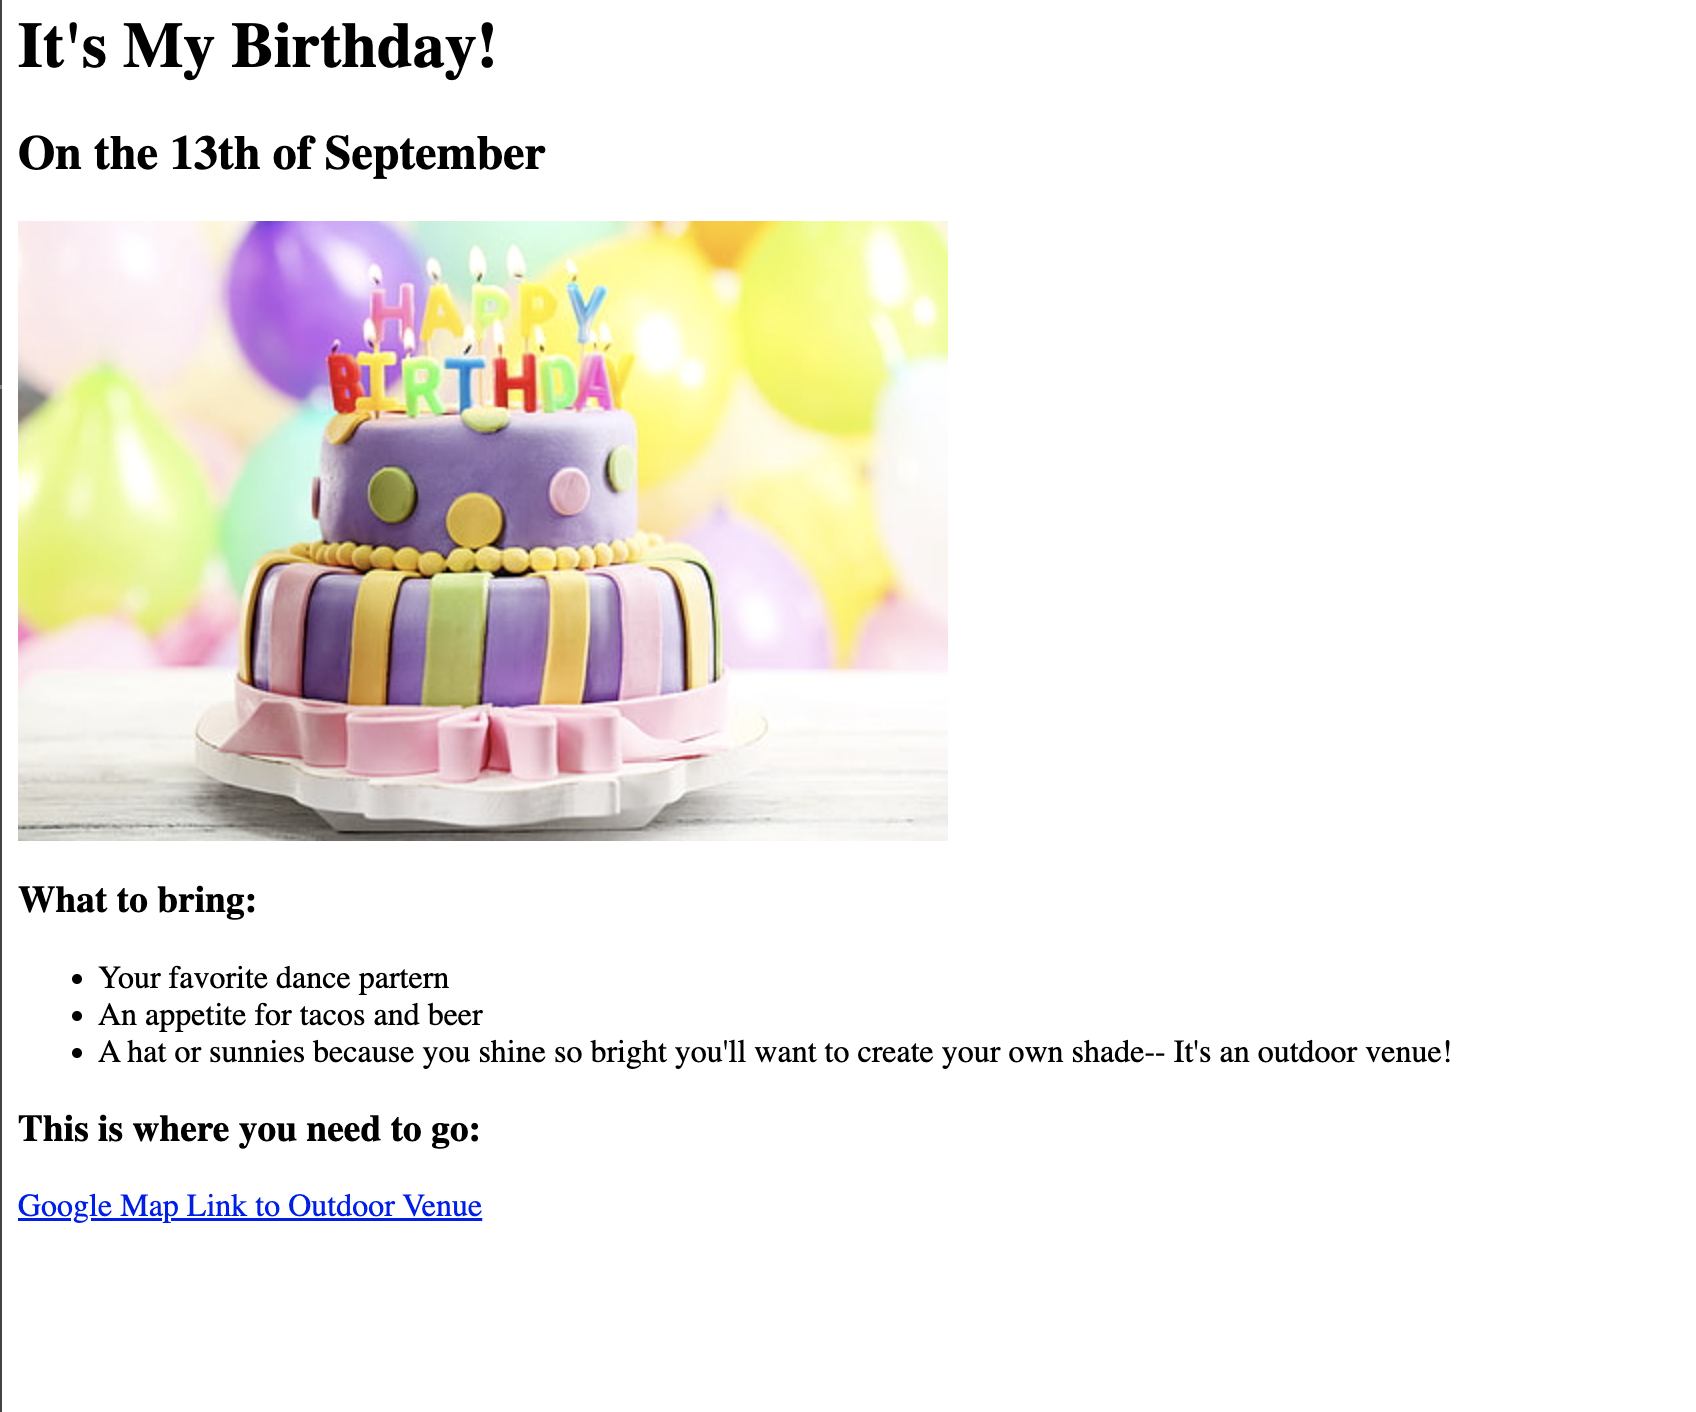 It's My Birthday!
On the 13th of September
HAPPY
BIRTHDAY
What to bring:
Your favorite dance partern
An appetite for tacos and beer
A hat or sunnies because you shine so bright you'll want to create your own shade-- It's an outdoor venue!
This is where you need to go:
Google Map Link to Outdoor Venue